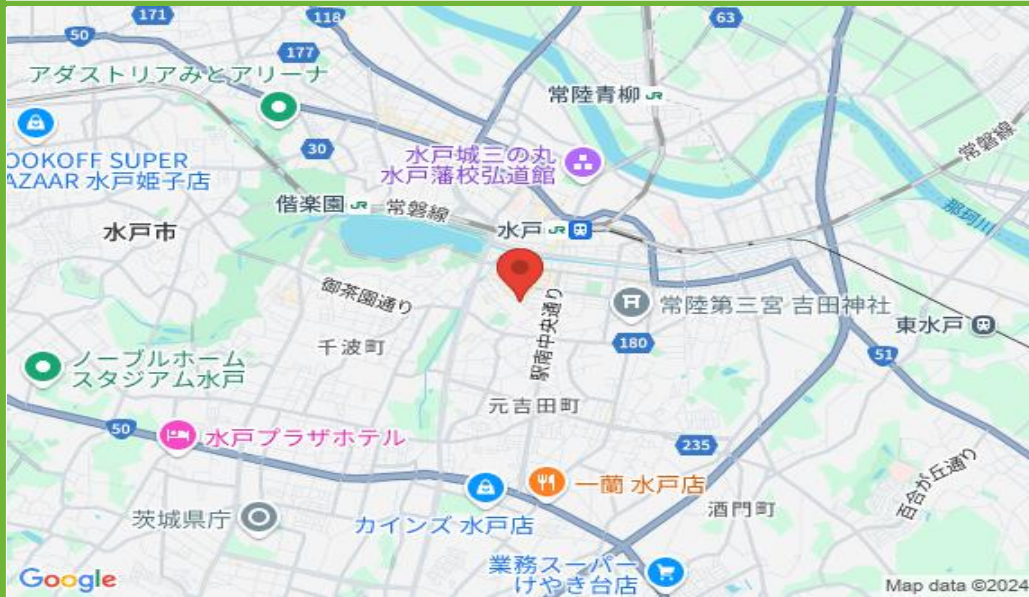 171
118
63
50
177
アダストリアみとアリーナ
常陸青柳
JR
30
水戸城三の丸
水戸藩校弘道館
常磐線
OOKOFF SUPER
AZAAR 水戸姫子店
偕楽園 JR
常磐線
那珂川
水戸市
水戸 JR
御茶園通り
駅南中央通り
常陸第三宮 吉田神社
東水戸
千波町
180
51
ノーブルホーム
スタジアム水戸
元吉田町
50
水戸プラザホテル
235
一蘭 水戸店
百合が丘通り
茨城県庁
カインズ 水戸店
酒門町
業務スーパー
けやき台店
Google
Map data ©2024